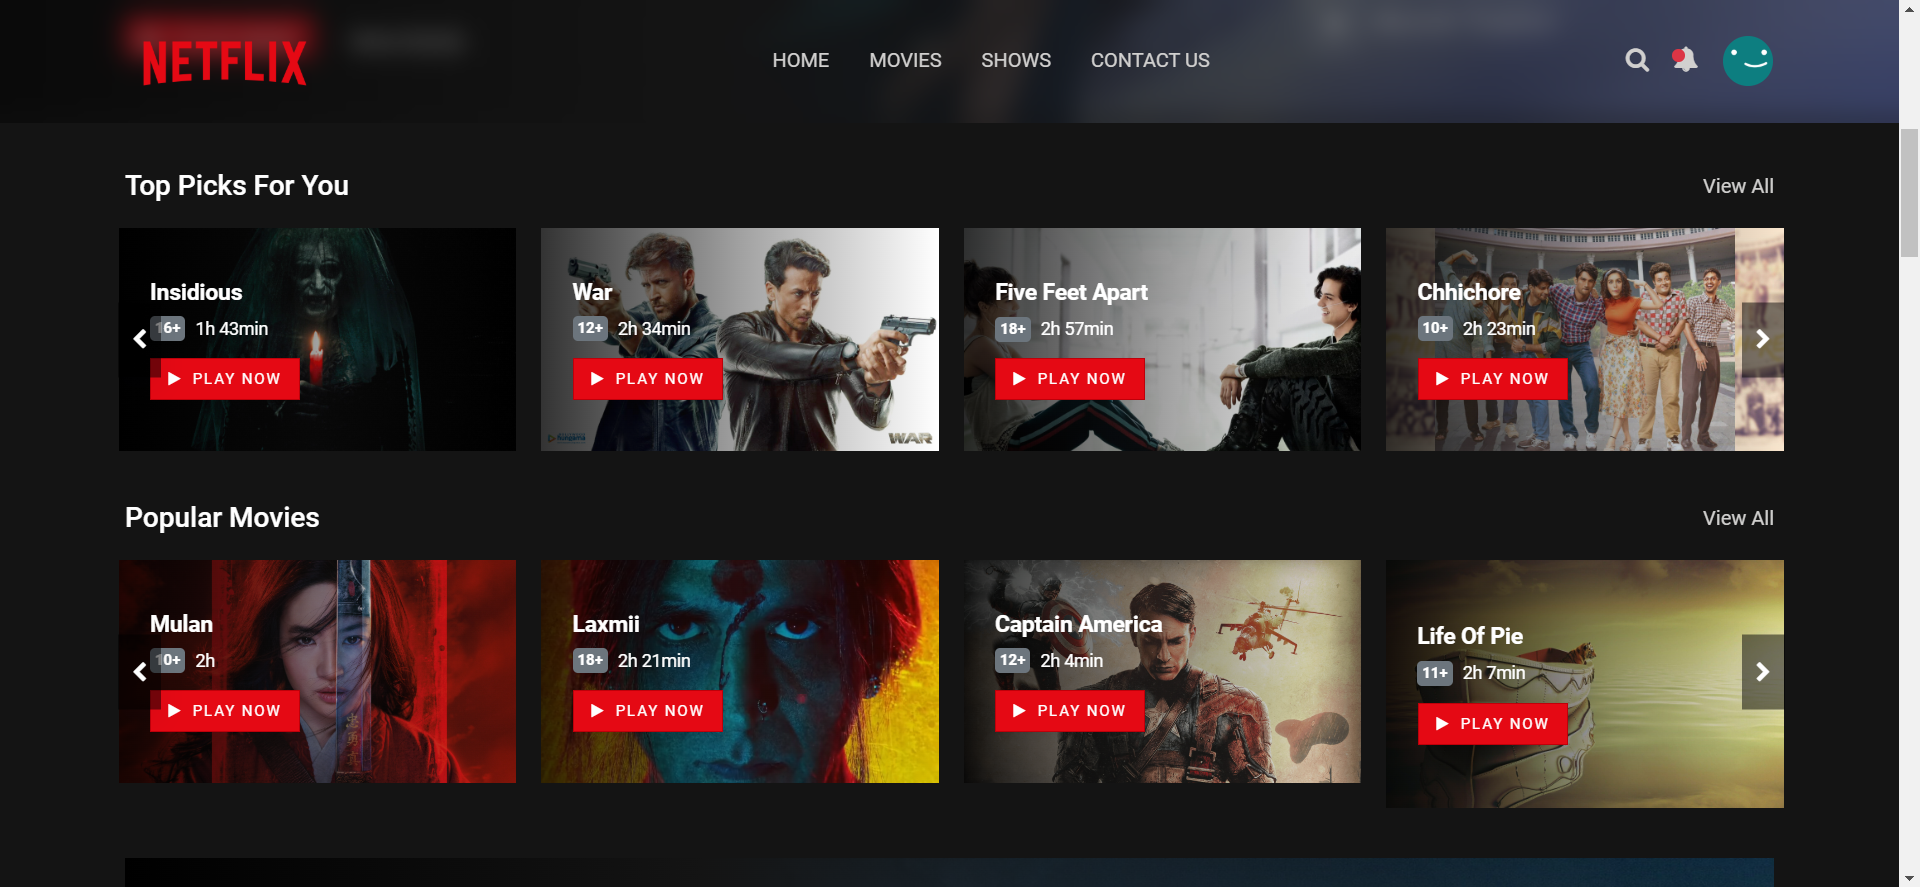 NETFLIX
HOME MOVIES SHOWS CONTACT US
Top Picks For You
View All
Insidious
16+ 1h 43min
PLAY NOW
War
12+ 2h 34min
PLAY NOW
WAR
Five Feet Apart
18+ 2h 57min
PLAY NOW
Chhichore
10+ 2h 23min
PLAY NOW
Popular Movies
View All
Mulan
10+ 2h
PLAY NOW
Laxmii
18+ 2h 21min
PLAY NOW
Captain America
12+ 2h 4min
PLAY NOW
Life Of Pie
11+ 2h 7min
PLAY NOW